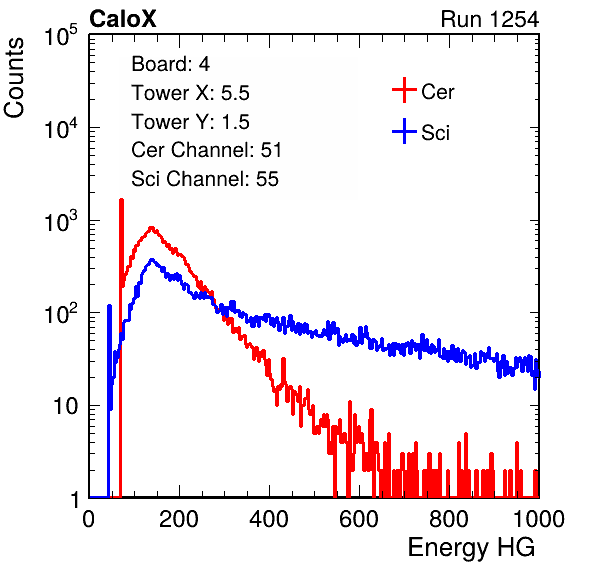 CaloX Run 1254
Counts
Board: 4
Tower X: 5.5
Tower Y: 1.5
Cer Channel: 51
Sci Channel: 55
Cer
Sci
10^5
10^4
10^3
10^2
10
1
0 200 400 600 800 1000
Energy HG